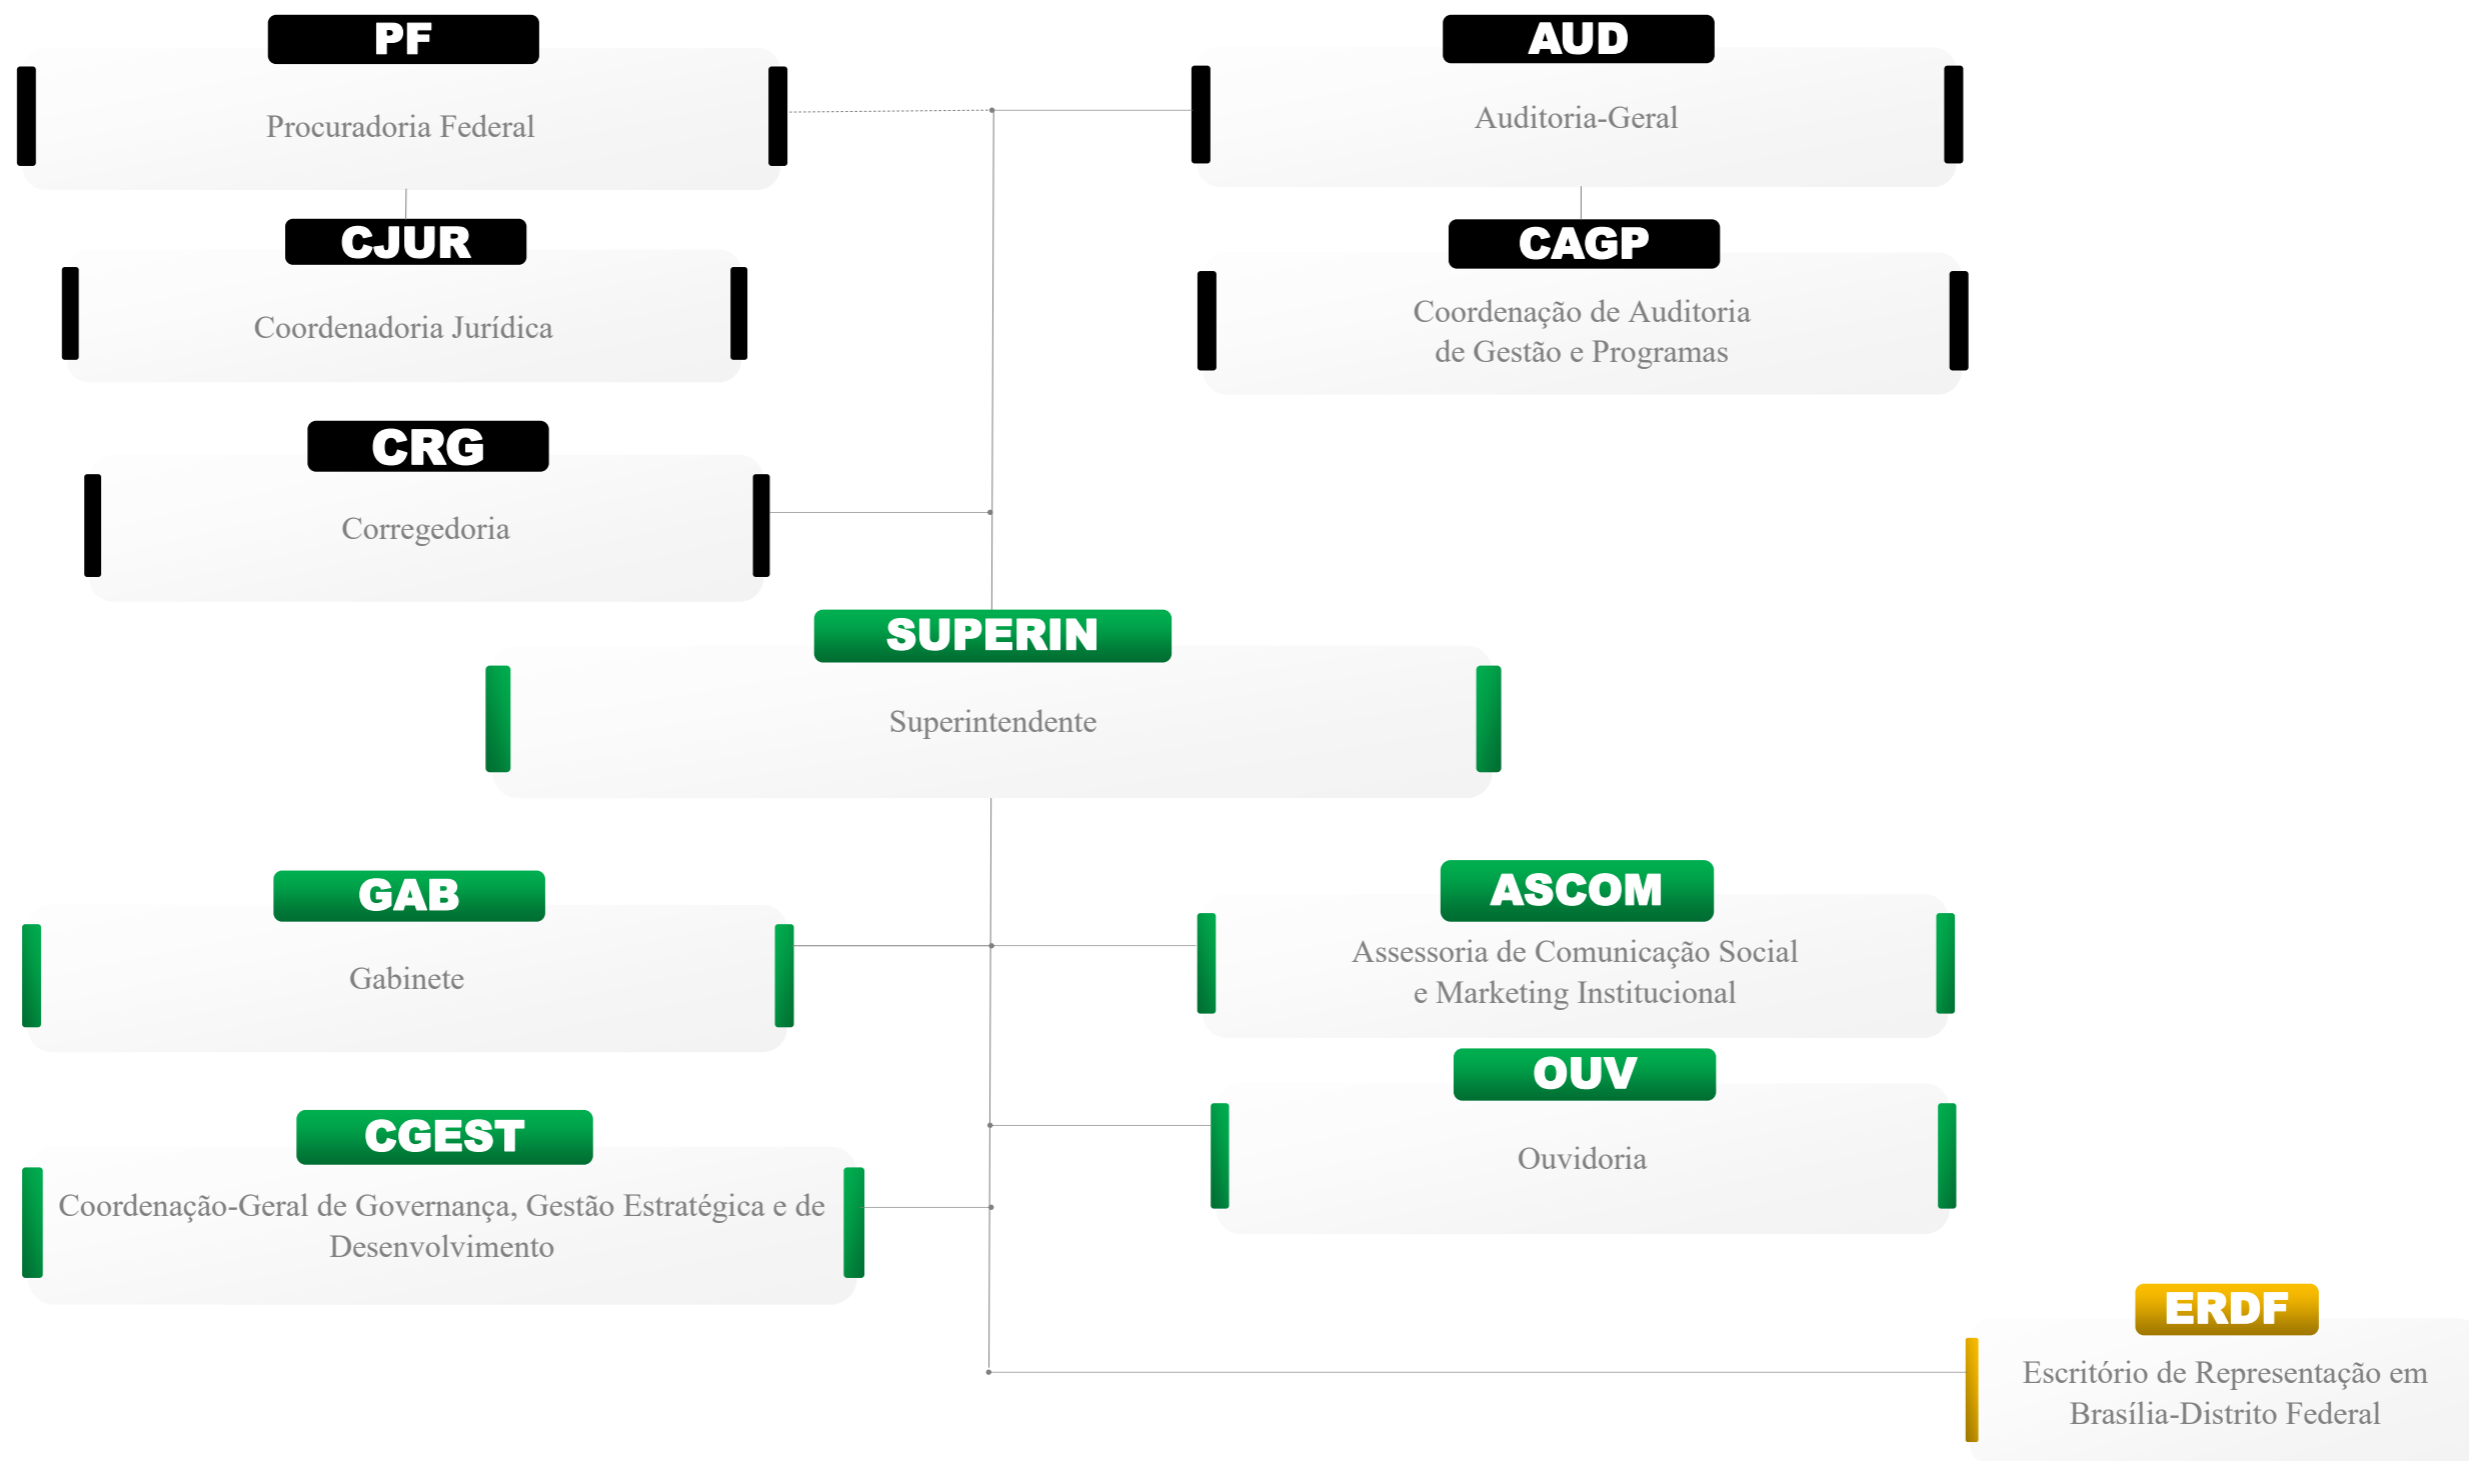 PF
Procuradoria Federal
AUD
Auditoria-Geral
CJUR
Coordenadoria Jurídica
CAGP
Coordenação de Auditoria
de Gestão e Programas
CRG
Corregedoria
SUPERIN
Superintendente
GAB
Gabinete
ASCOM
Assessoria de Comunicação Social
e Marketing Institucional
OUV
Ouvidoria
CGEST
Coordenação-Geral de Governança, Gestão Estratégica e de
Desenvolvimento
ERDF
Escritório de Representação em
Brasília-Distrito Federal